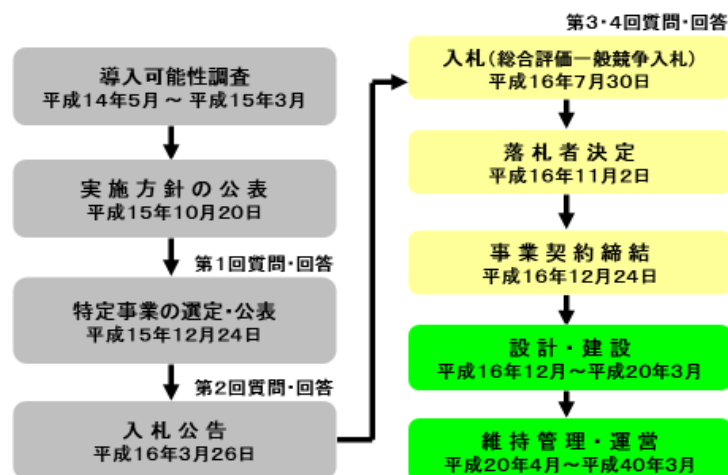 導入可能性調査
平成14年5月 ～ 平成15年3月
実施方針の公表
平成15年10月20日
第1回質問・回答
特定事業の選定・公表
平成15年12月24日
第2回質問・回答
入札公告
平成16年3月26日
第3・4回質問・回答
入札(総合評価一般競争入札)
平成16年7月30日
落札者決定
平成16年11月2日
事業契約締結
平成16年12月24日
設計・建設
平成16年12月～平成20年3月
維持管理・運営
平成20年4月～平成40年3月